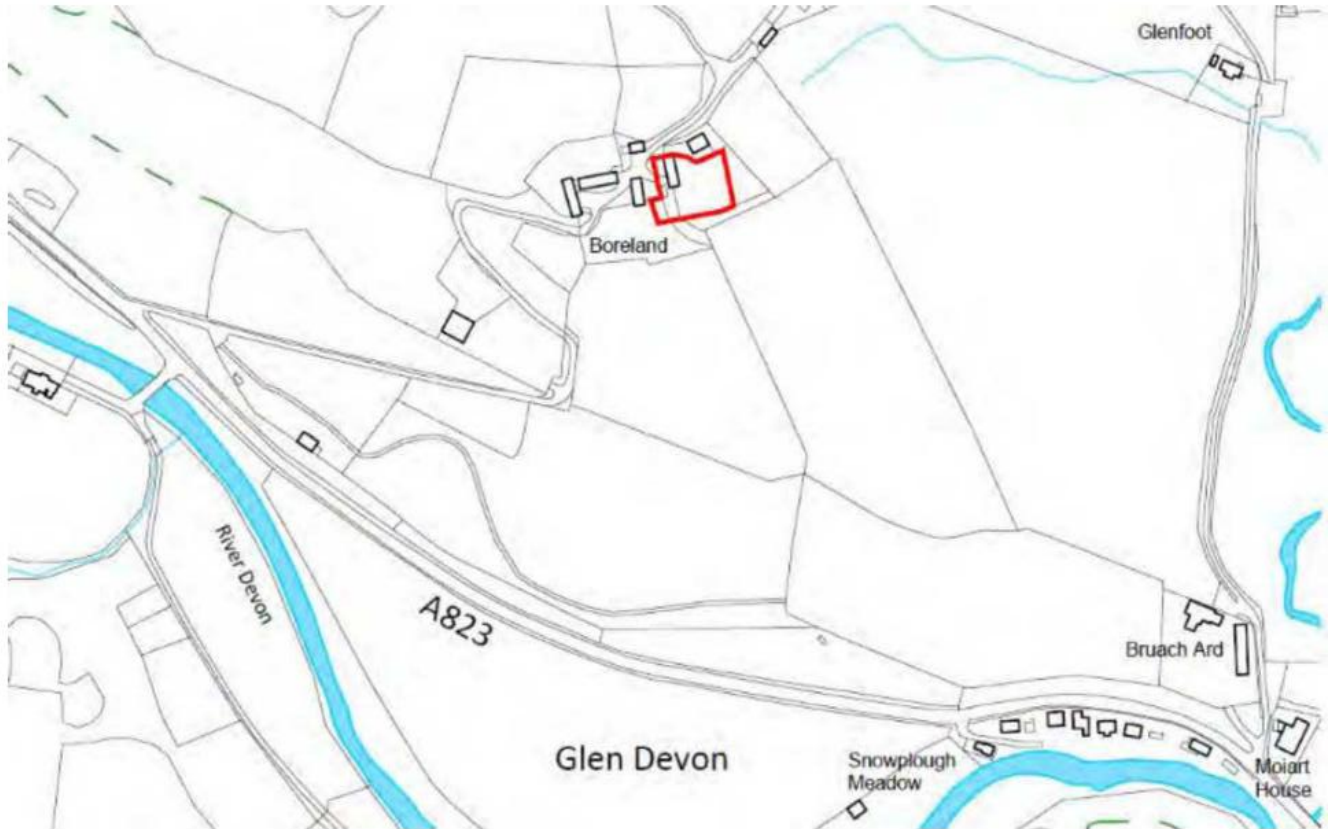 Glenfoot
Boreland
River Devon
A823
Bruach Ard
Glen Devon
Snowplough
Meadow
Moiart
House